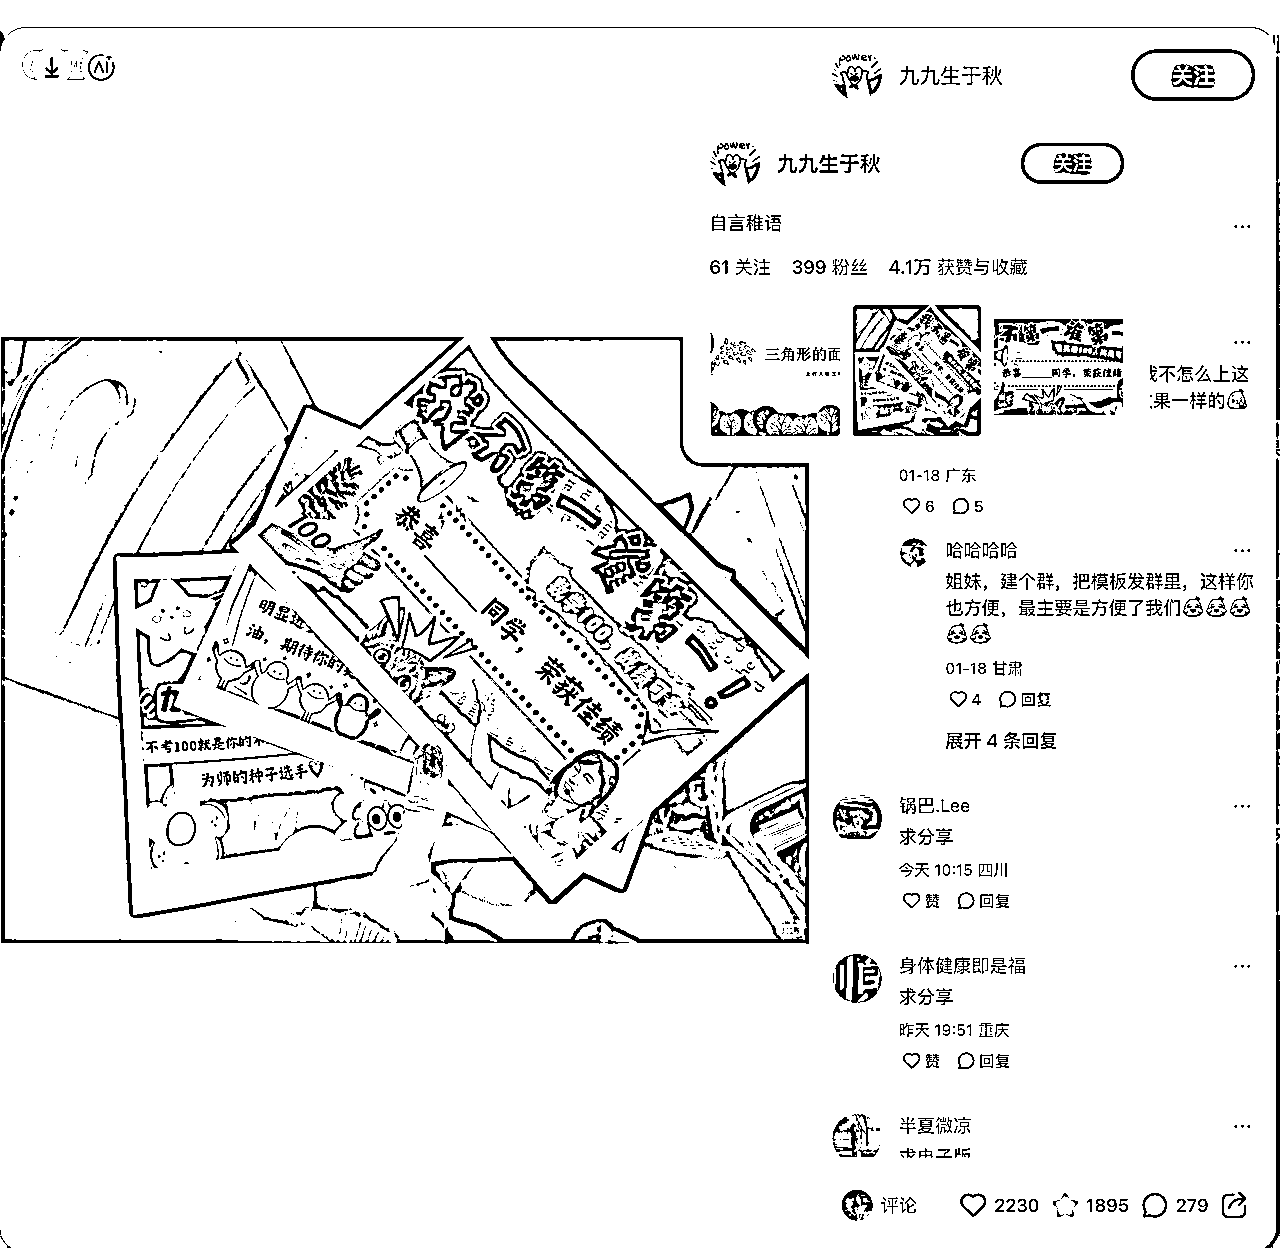 九九生于秋
关注
九九生于秋
关注
自言稚语
61 关注 399 粉丝 4.1万 获赞与收藏
三角形的面
恭喜 同学，荣获佳绩
我不怎么上这
果一样的
01-18 广东
6 5
哈哈哈哈
姐妹，建个群，把模板发群里，这样你
也方便，最主要是方便了我们
01-18 甘肃
4 回复
展开 4 条回复
锅巴.Lee
求分享
今天 10:15 四川
赞 回复
身体健康即是福
求分享
昨天 19:51 重庆
赞 回复
半夏微凉
求电子版
评论 2230 1895 279
第一
第一！
100
恭喜
同学，荣获佳绩
数学100,
明显进
油，期待你的
不考100就是你的不
为师的种子选手